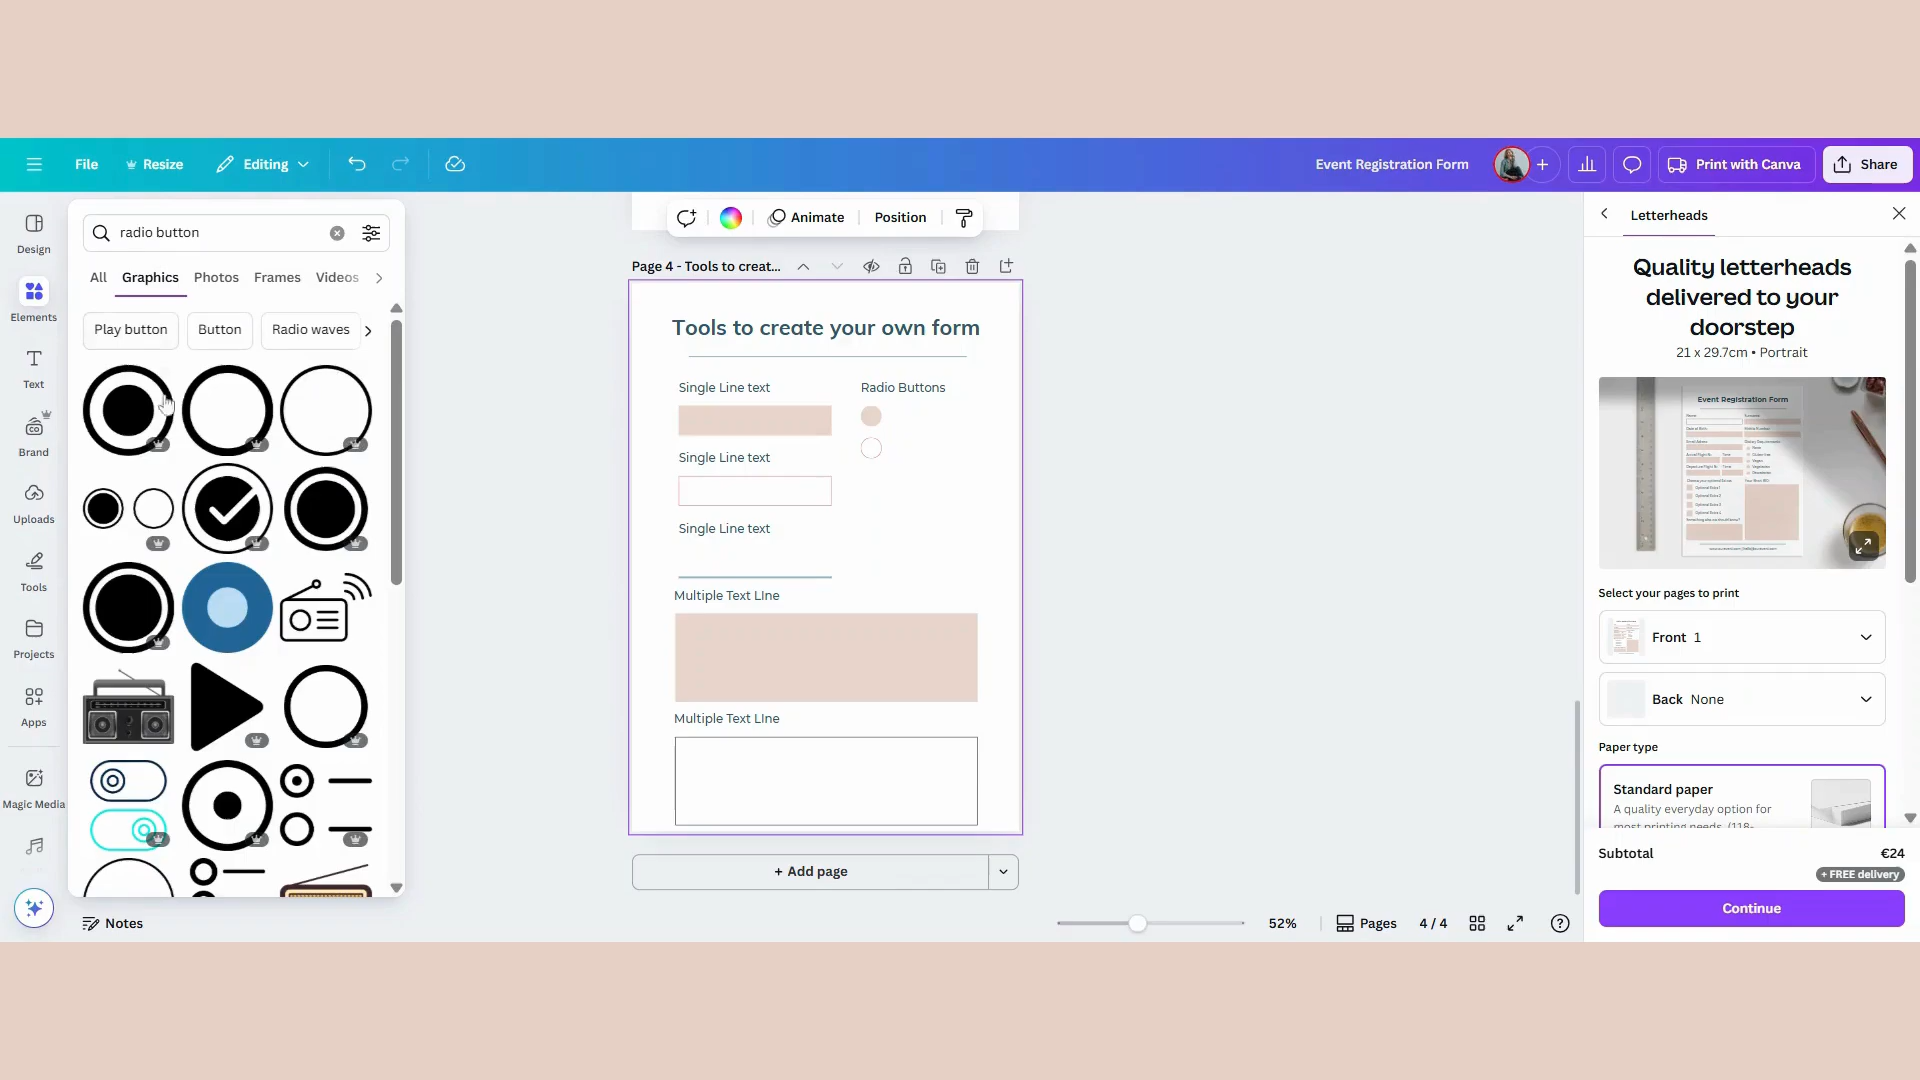 File
Resize
Editing
Event Registration Form
Print with Canva
Share
Design
Elements
Text
Brand
Uploads
Tools
Projects
Apps
Magic Media
radio button
All
Graphics
Photos
Frames
Videos
Play button
Button
Radio waves
Notes
Animate
Position
Page 4 - Tools to creat...
Tools to create your own form
Single Line text
Radio Buttons
Single Line text
Single Line text
Multiple Text LIne
Multiple Text LIne
+ Add page
52%
Pages
4 / 4
Letterheads
Quality letterheads
delivered to your
doorstep
21 x 29.7cm • Portrait
Event Registration Form
Select your pages to print
Front 1
Back None
Paper type
Standard paper
A quality everyday option for
most printing needs. (118-
Subtotal
€24
+ FREE delivery
Continue